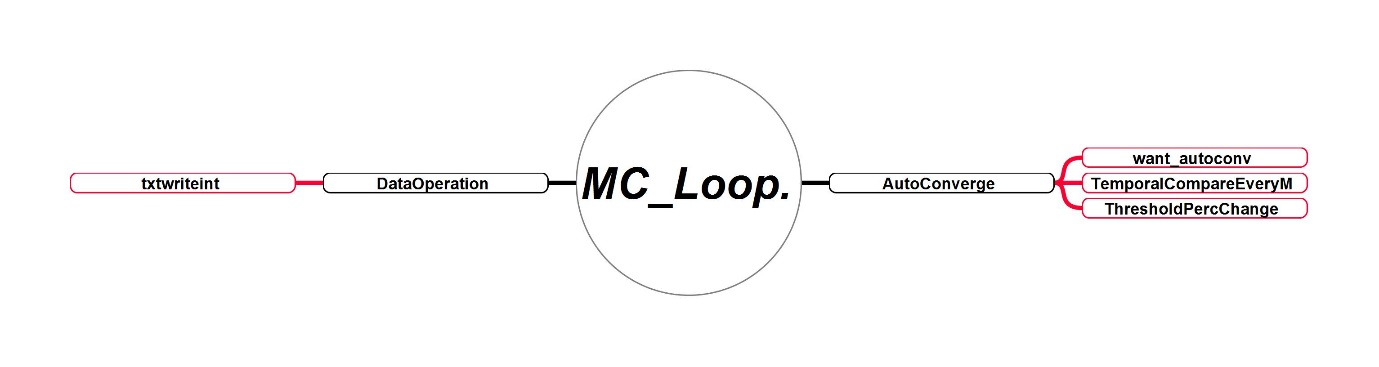 txtwriteint
DataOperation
MC_Loop.
AutoConverge
want_autoconv
TemporalCompareEveryM
ThresholdPercChange